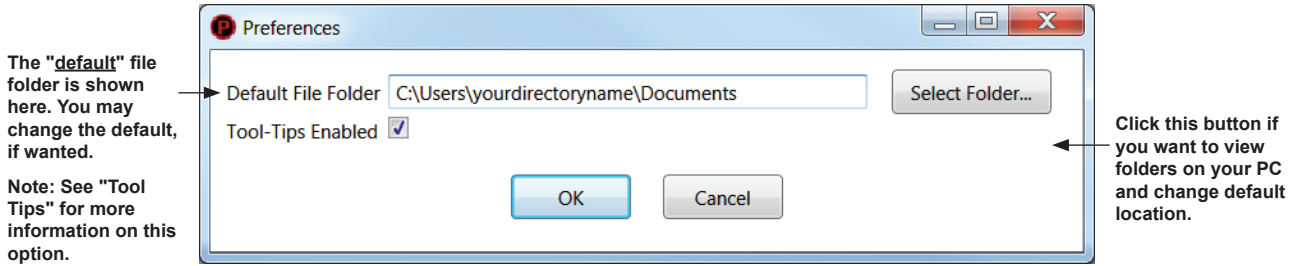 Preferences
The "default" file
folder is shown
here. You may
change the default,
if wanted.
Note: See "Tool
Tips" for more
information on this
option.
Default File Folder C:\Users\yourdirectoryname\Documents Select Folder...
Tool-Tips Enabled
OK Cancel
Click this button if
you want to view
folders on your PC
and change default
location.